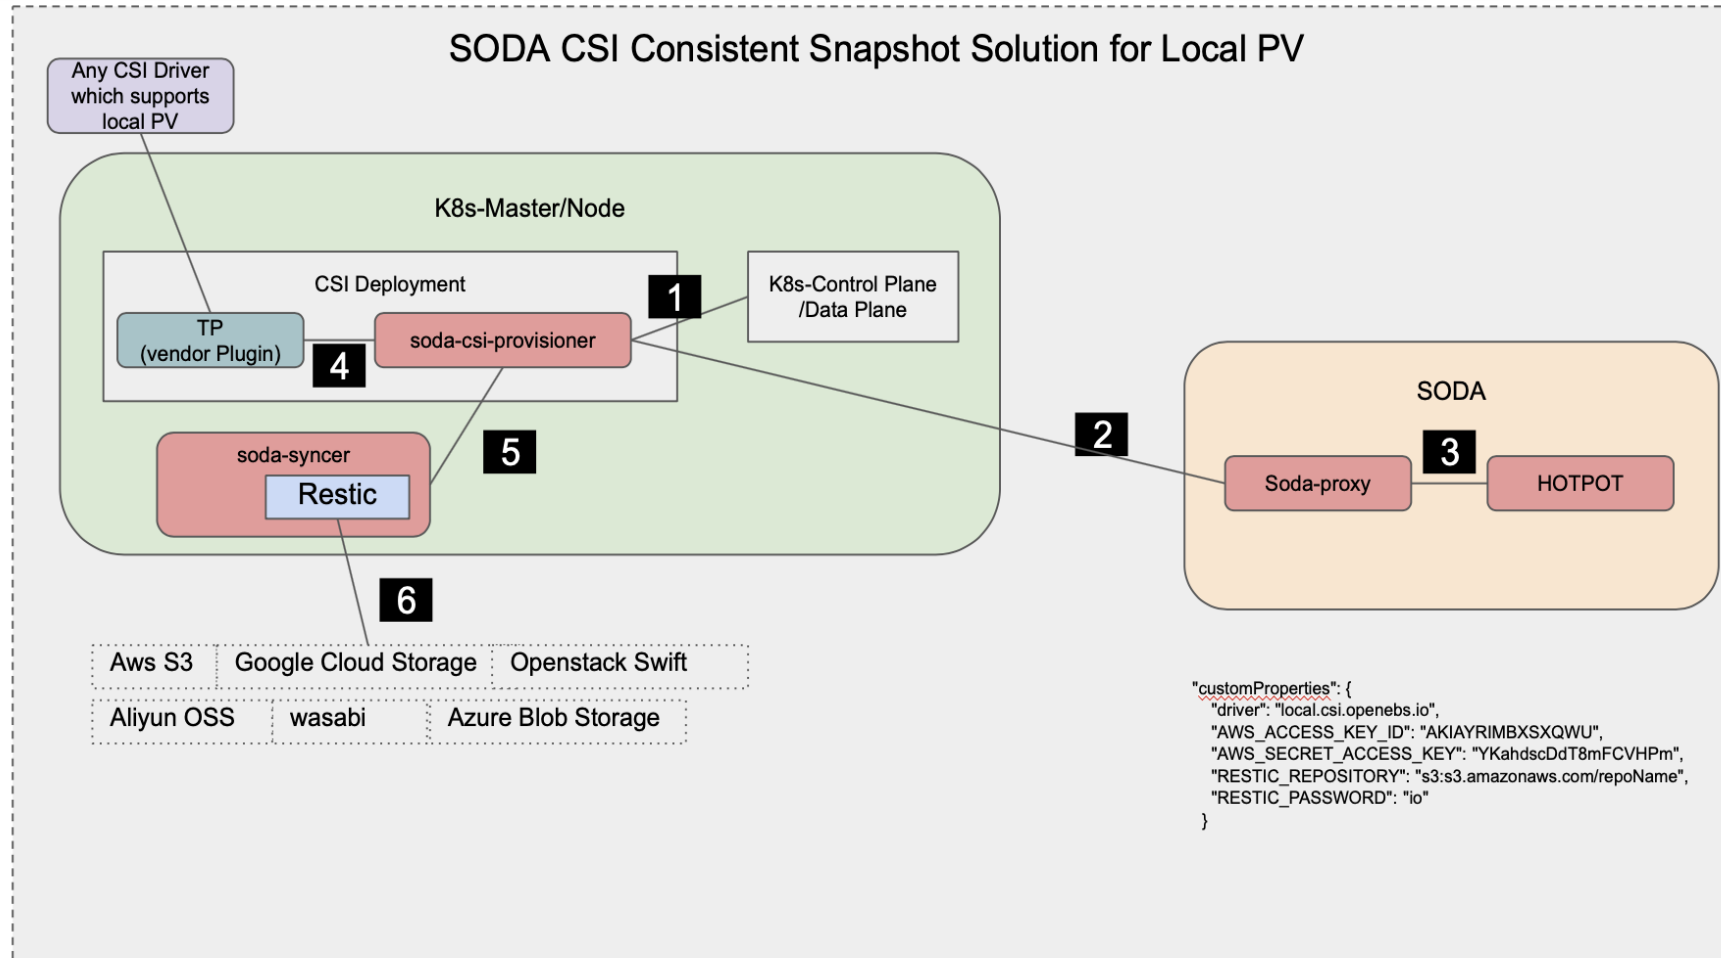 SODA CSI Consistent Snapshot Solution for Local PV
Any CSI Driver
which supports
local PV
K8s-Master/Node
CSI Deployment
TP
(vendor Plugin)
4
soda-csi-provisioner
1
K8s-Control Plane
/Data Plane
soda-syncer
Restic
5
2
SODA
Soda-proxy
3
HOTPOT
6
Aws S3
Google Cloud Storage
Openstack Swift
Aliyun OSS
wasabi
Azure Blob Storage
"customProperties": {
"driver": "local.csi.openebs.io",
"AWS_ACCESS_KEY_ID": "AKIAYRIMBXSXQWU",
"AWS_SECRET_ACCESS_KEY": "YKahdscDdT8mFCVHPm",
"RESTIC_REPOSITORY": "s3:s3.amazonaws.com/repoName",
"RESTIC_PASSWORD": "io"
}